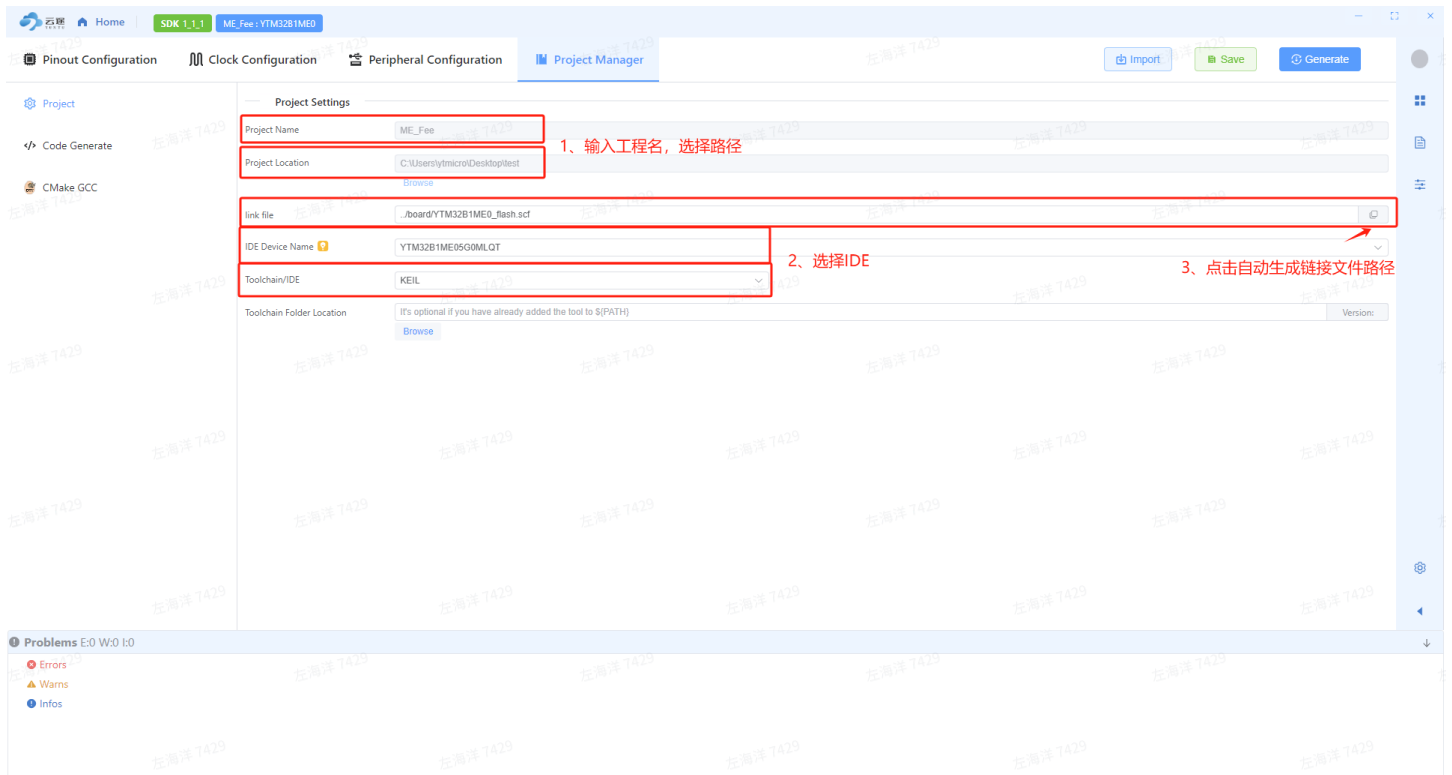 云途 Home SDK 1_1_1 ME_Fee : YTM32B1ME0
YTMICRO
Pinout Configuration Clock Configuration Peripheral Configuration Project Manager Import Save Generate
Project
Code Generate
CMake GCC
Project Settings
Project Name ME_Fee
1、输入工程名，选择路径
Project Location C:\Users\ytmicro\Desktop\test
Browse
link file ../board/YTM32B1ME0_flash.scf
IDE Device Name YTM32B1ME05G0MLQT
2、选择IDE
3、点击自动生成链接文件路径
Toolchain/IDE KEIL
Toolchain Folder Location It's optional if you have already added the tool to ${PATH} Version:
Browse
Problems E:0 W:0 I:0
Errors
Warns
Infos
左海洋 7429